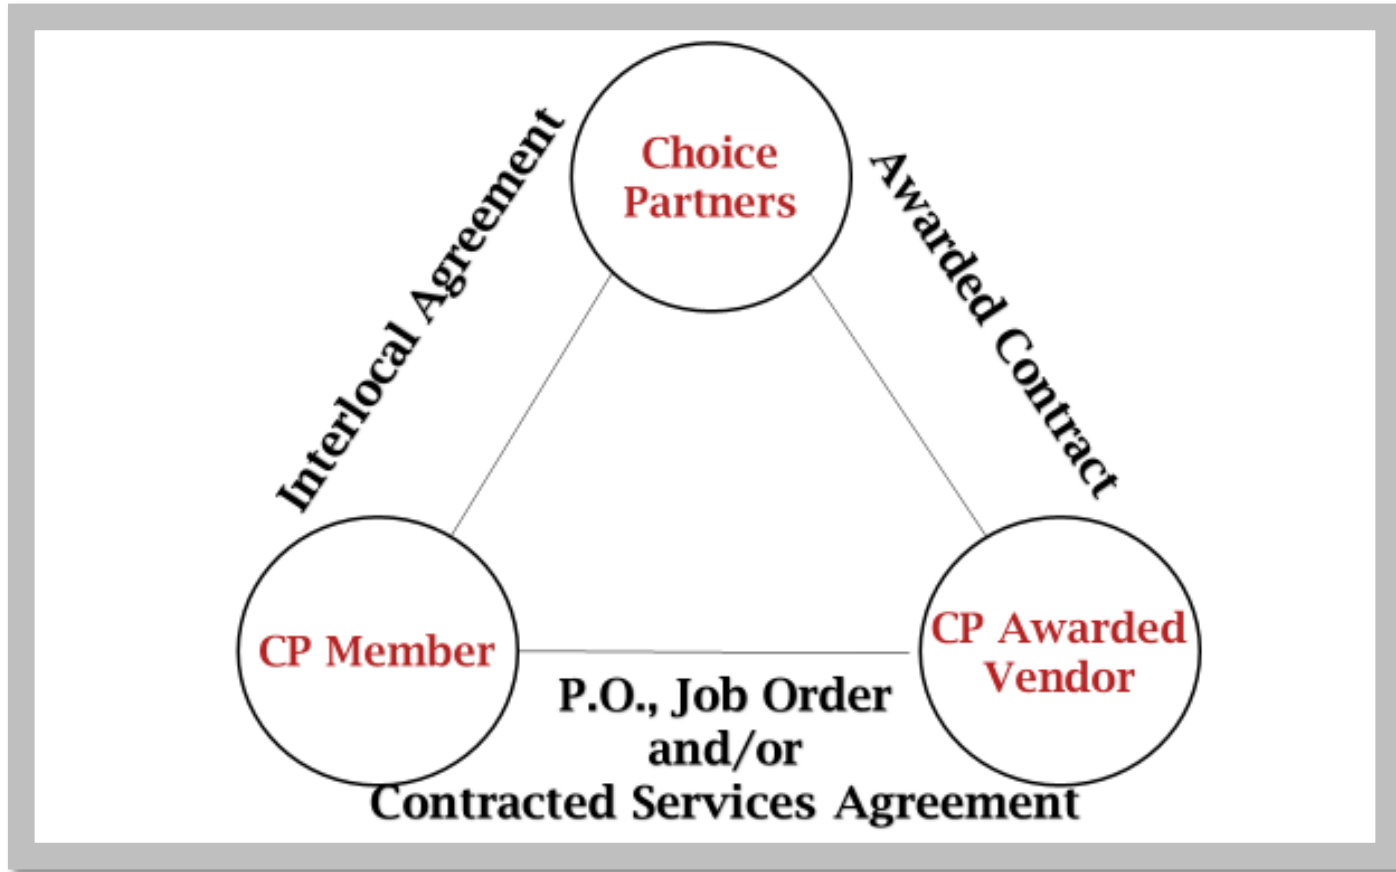 Choice
Partners
Interlocal Agreement
Awarded Contract
CP Member
CP Awarded
Vendor
P.O., Job Order
and/or
Contracted Services Agreement